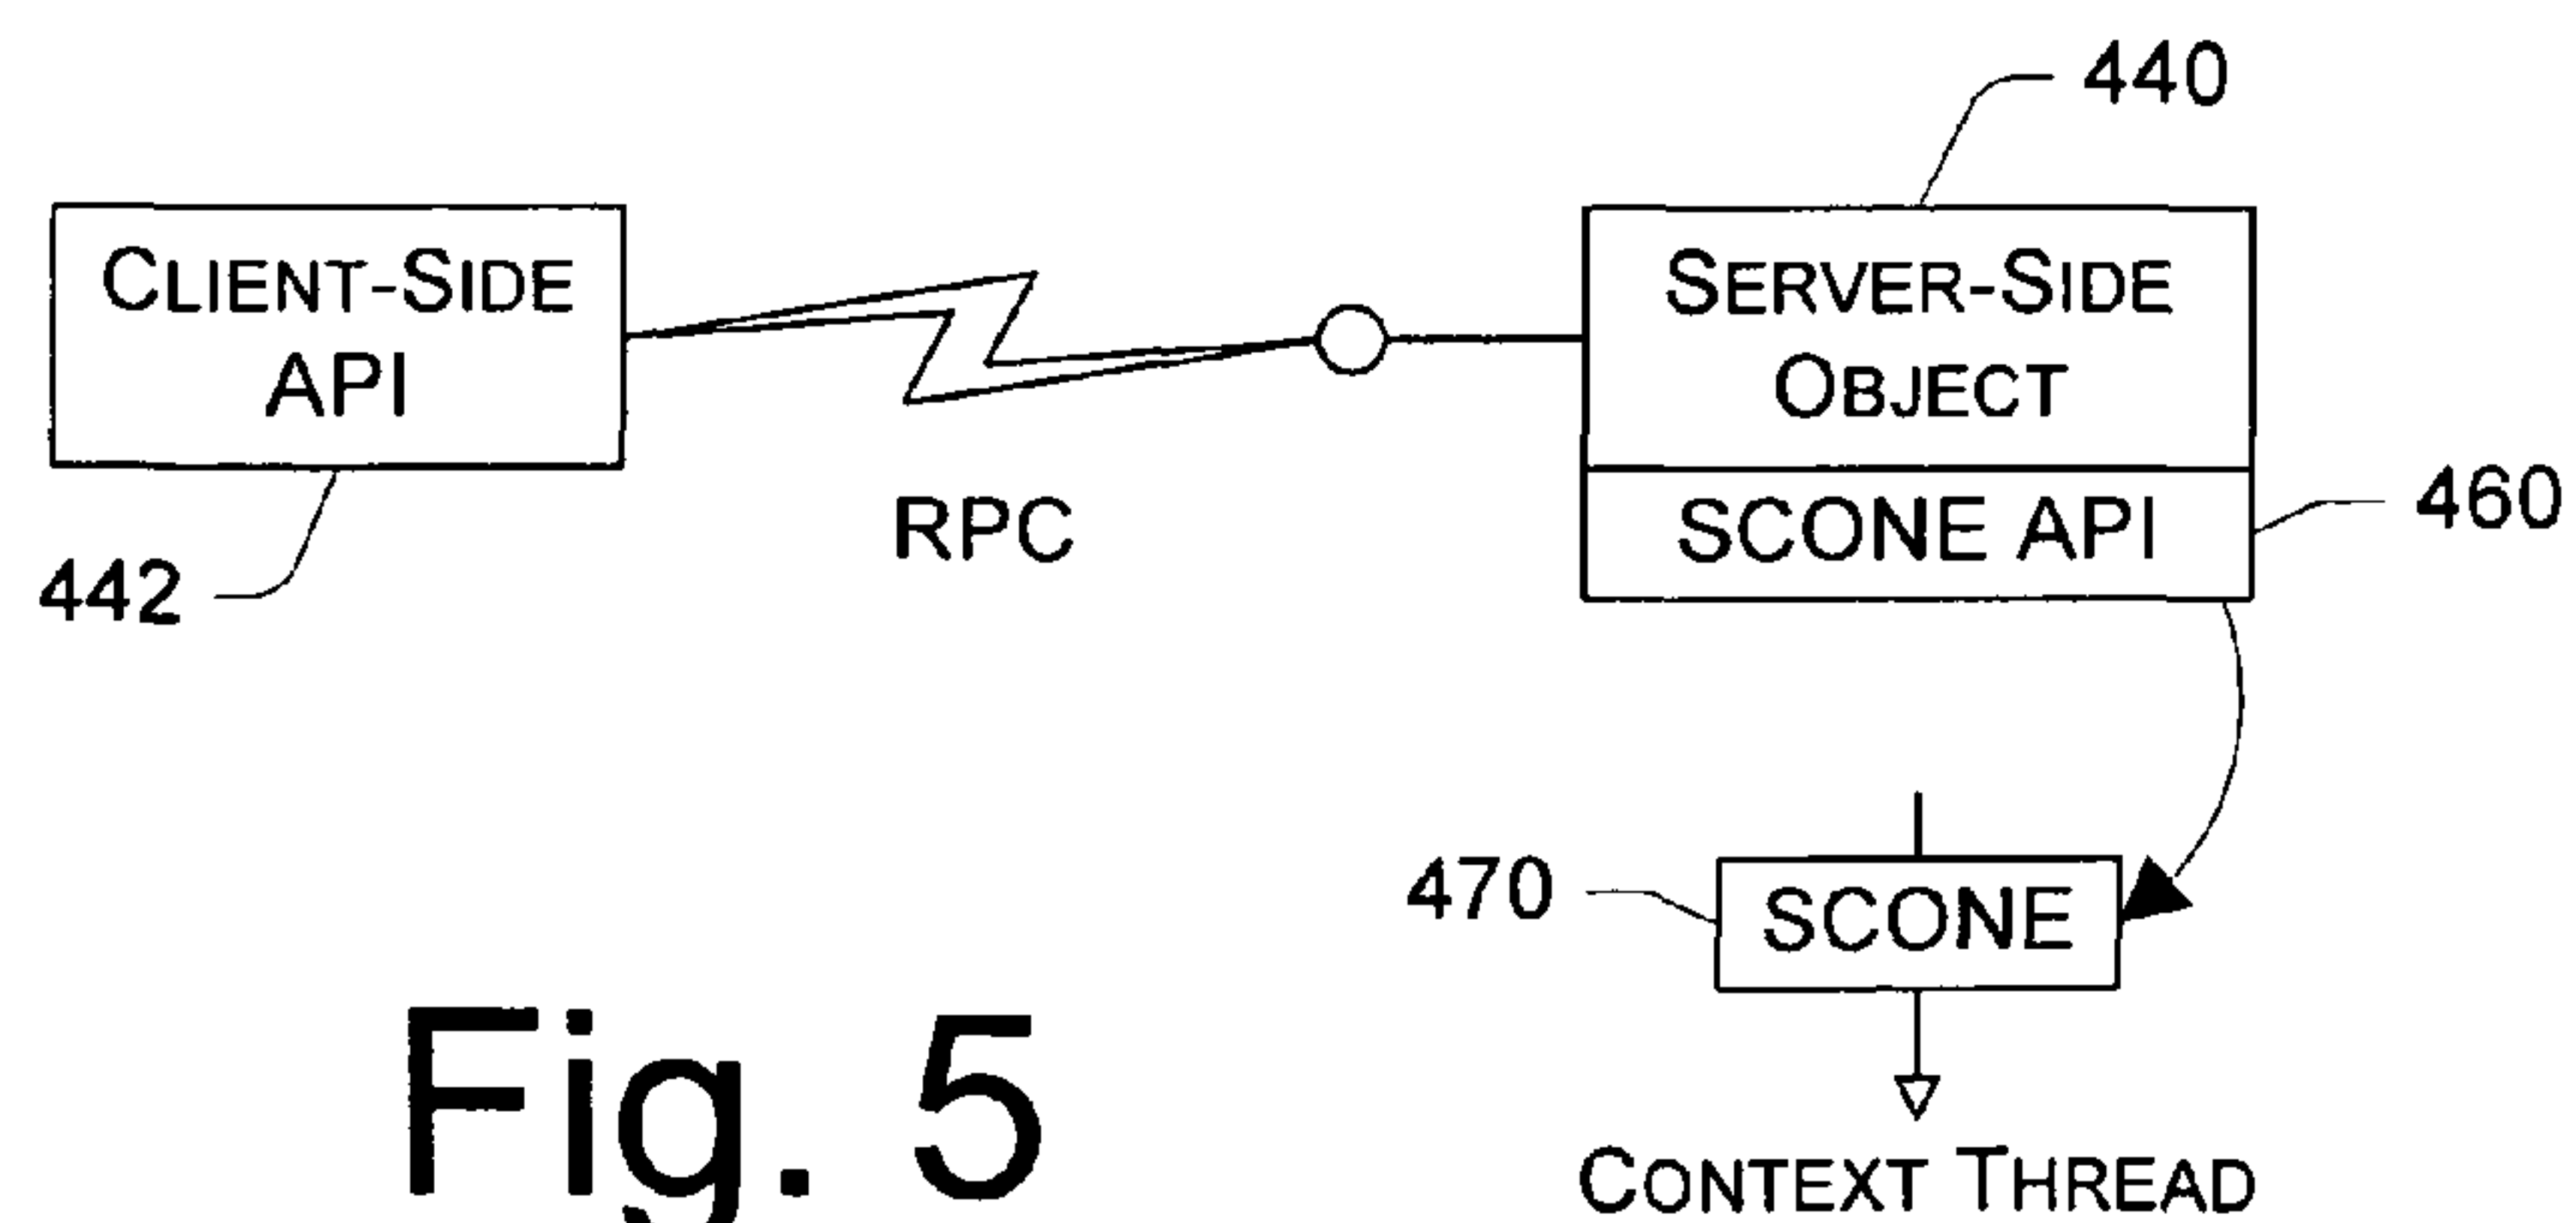 440
CLIENT-SIDE
API
SERVER-SIDE
OBJECT
RPC
SCONE API
460
442
470
SCONE
Fig. 5
CONTEXT THREAD